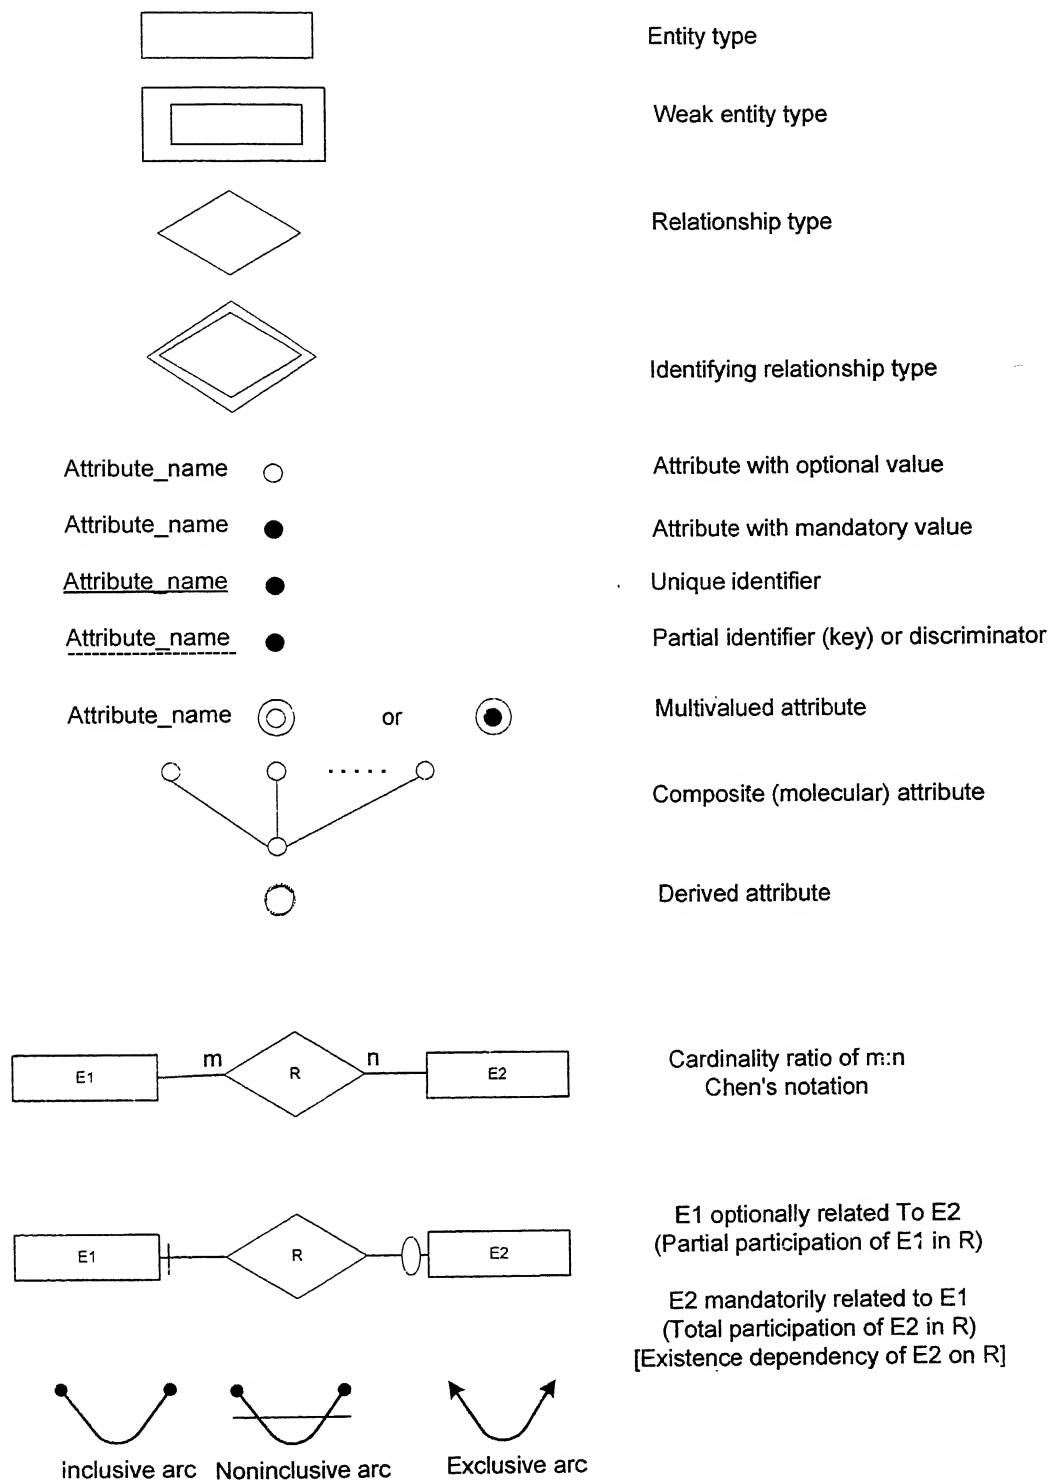 Entity type
Weak entity type
Relationship type
Identifying relationship type
Attribute_name Attribute with optional value
Attribute_name Attribute with mandatory value
Attribute_name Unique identifier
Attribute_name Partial identifier (key) or discriminator
Attribute_name or Multivalued attribute
.....
Composite (molecular) attribute
Derived attribute
E1 m R n E2
Cardinality ratio of m:n
Chen's notation
E1 R E2
E1 optionally related To E2
(Partial participation of E1 in R)
E2 mandatorily related to E1
(Total participation of E2 in R)
[Existence dependency of E2 on R]
inclusive arc Noninclusive arc Exclusive arc